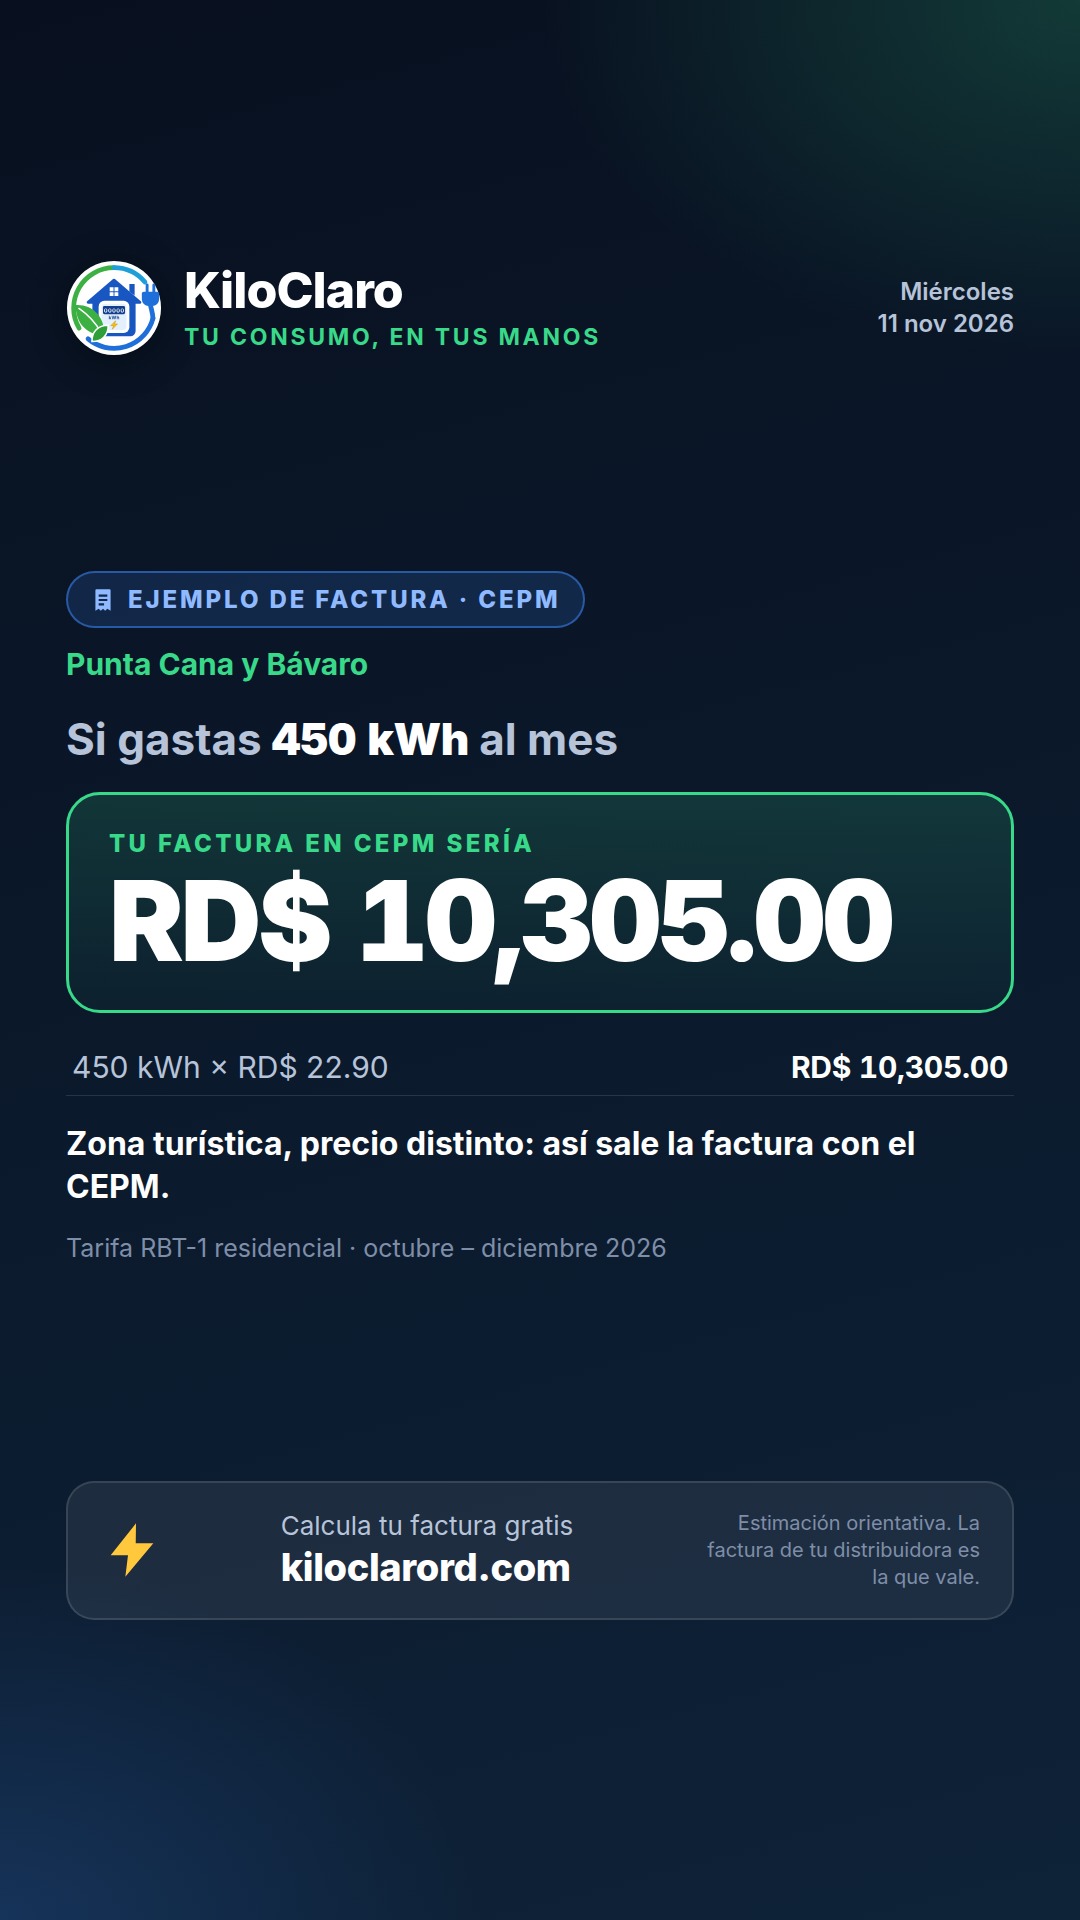 KiloClaro
TU CONSUMO, EN TUS MANOS
Miércoles
11 nov 2026
EJEMPLO DE FACTURA · CEPM
Punta Cana y Bávaro
Si gastas 450 kWh al mes
TU FACTURA EN CEPM SERÍA
RD$ 10,305.00
450 kWh × RD$ 22.90
RD$ 10,305.00
Zona turística, precio distinto: así sale la factura con el
CEPM.
Tarifa RBT-1 residencial · octubre – diciembre 2026
Calcula tu factura gratis
kiloclarord.com
Estimación orientativa. La
factura de tu distribuidora es
la que vale.